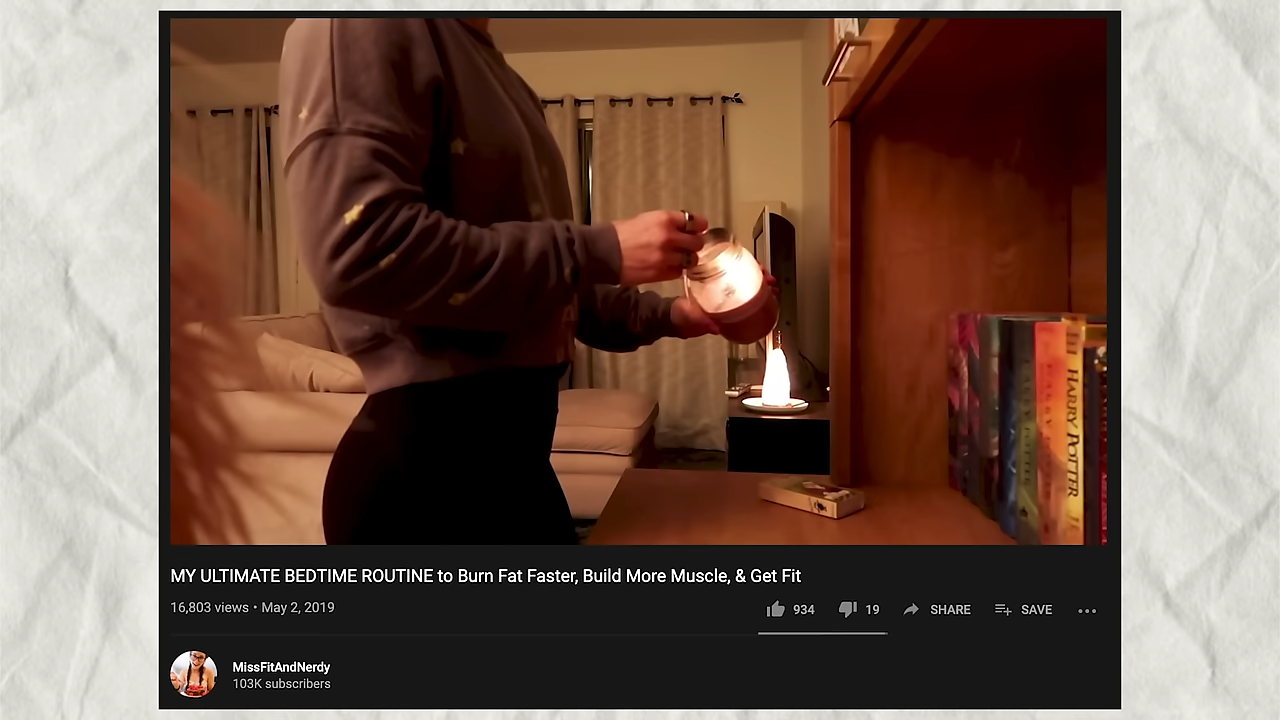 HARRY POTTER
MY ULTIMATE BEDTIME ROUTINE to Burn Fat Faster, Build More Muscle, & Get Fit
16,803 views • May 2, 2019
934 19 SHARE SAVE
MissFitAndNerdy
103K subscribers